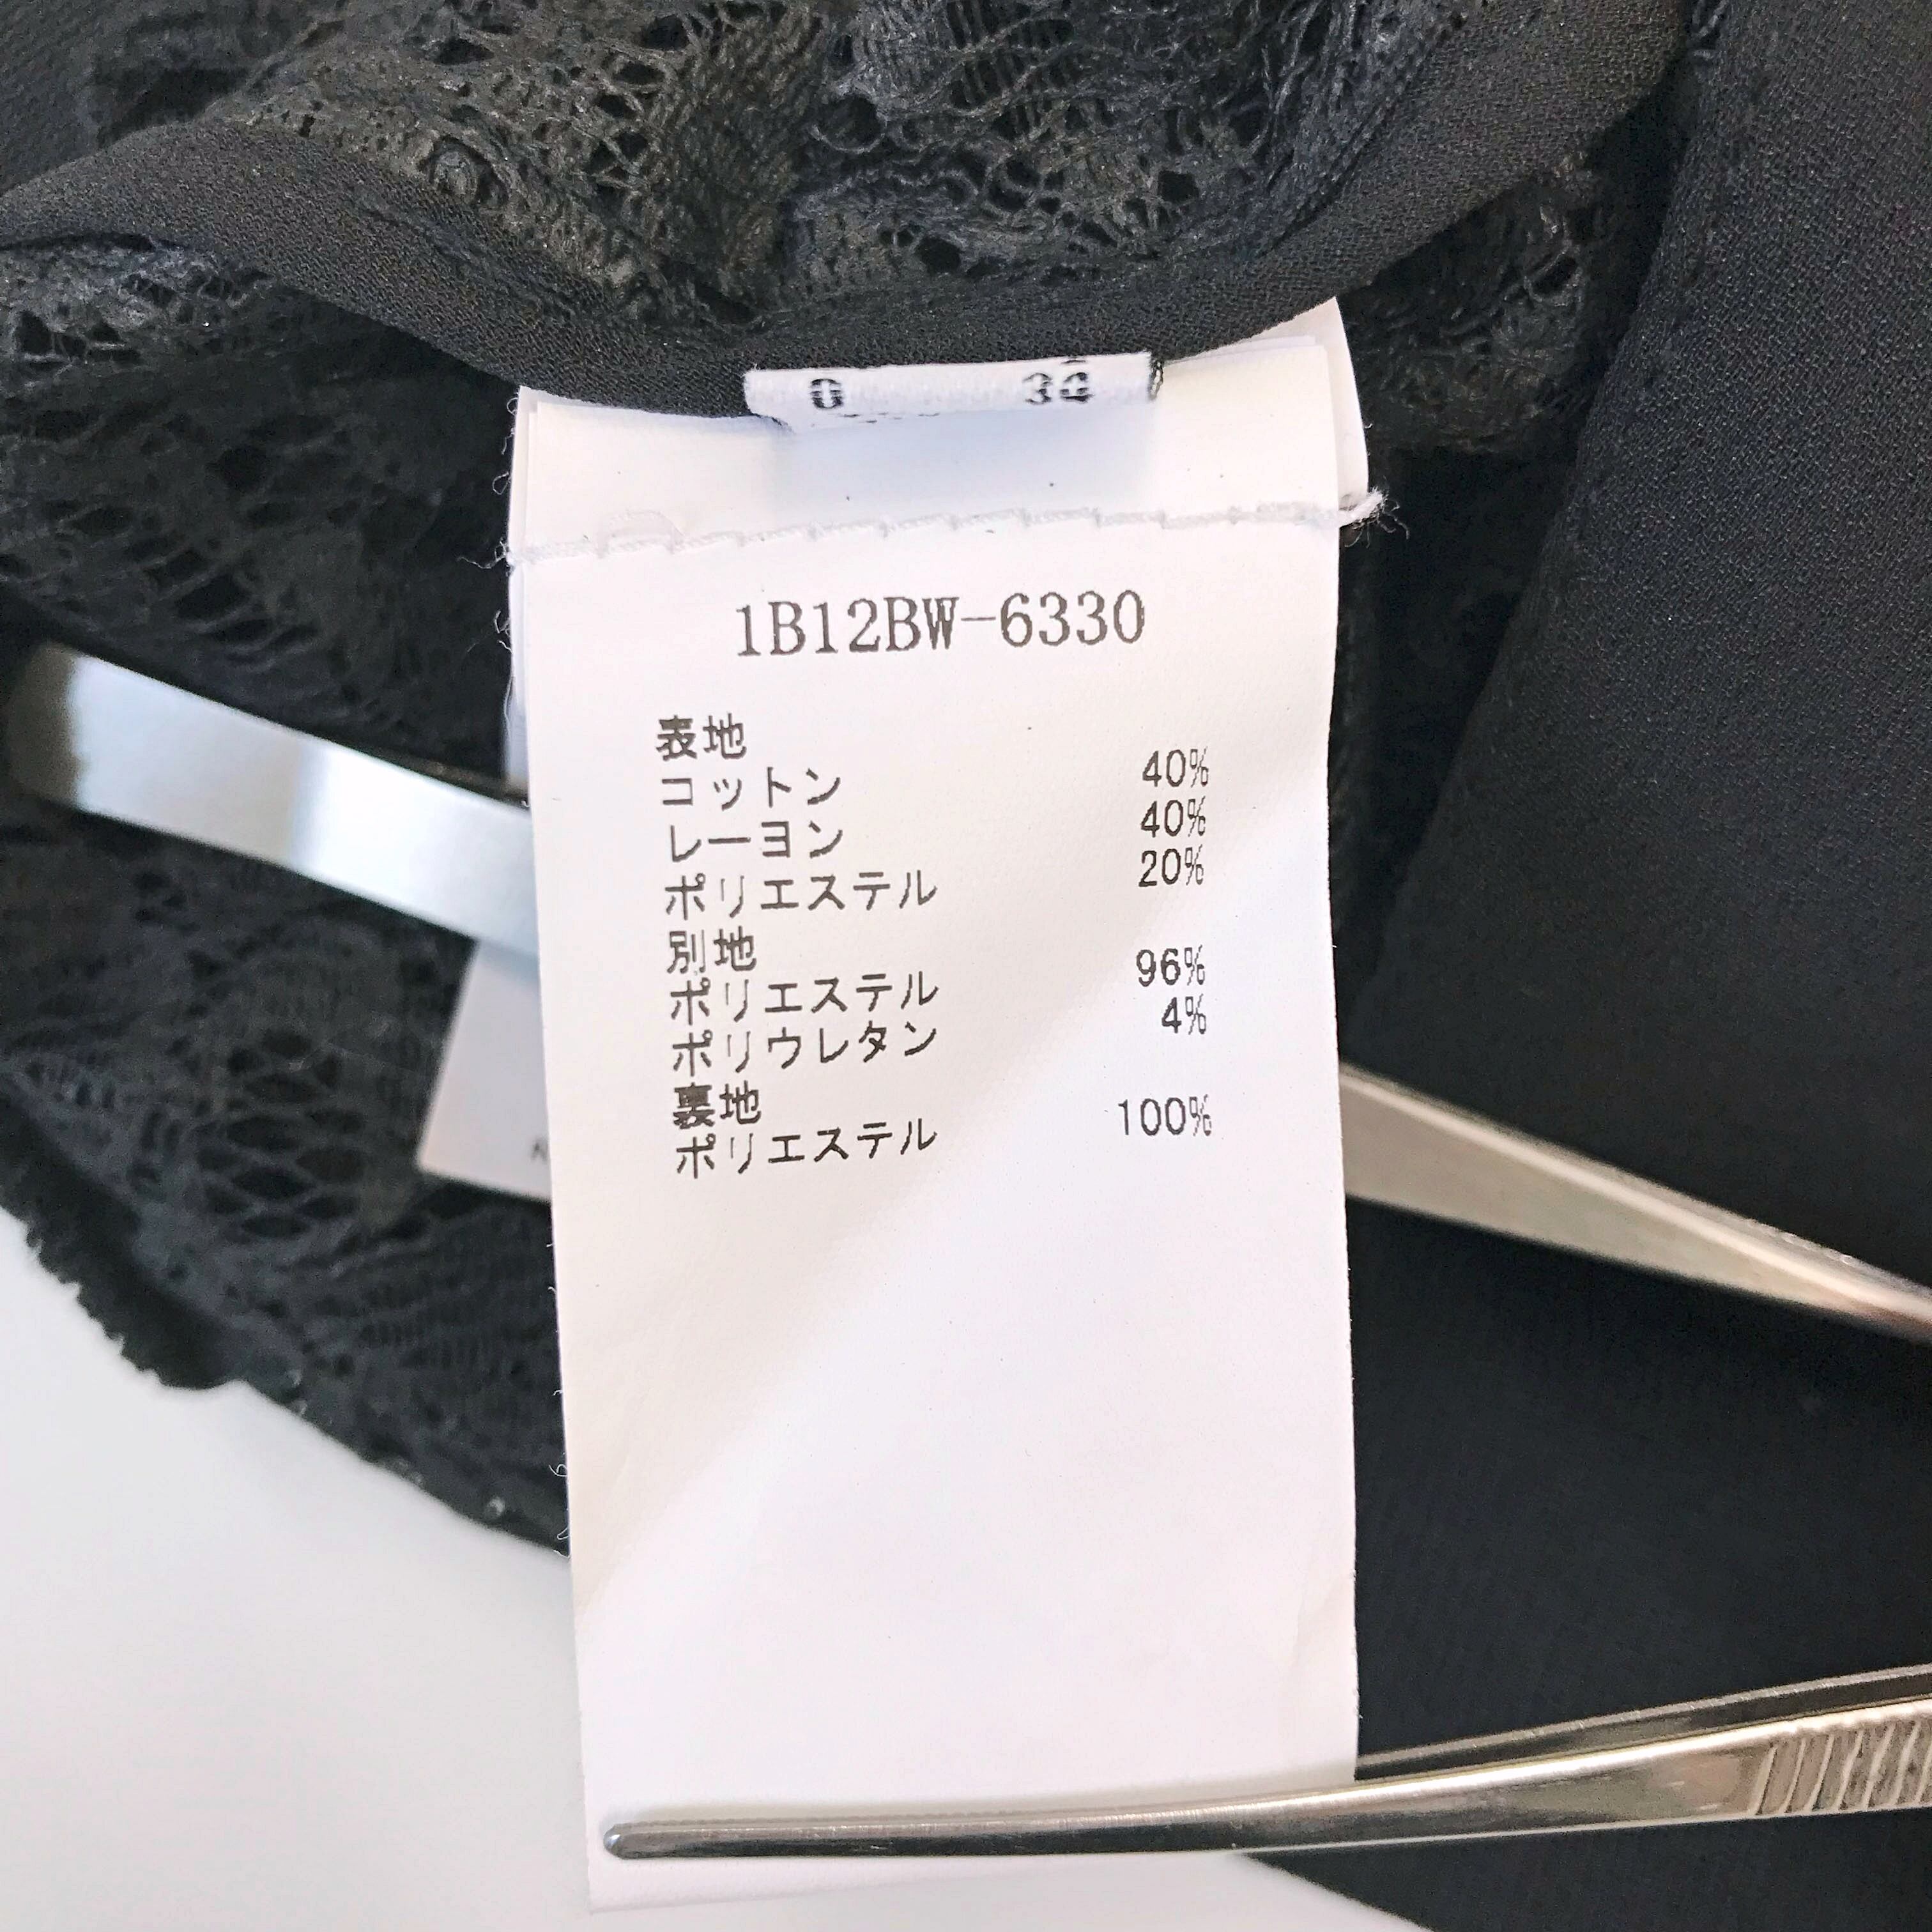 0 34
1B12BW-6330
表地
コットン 40%
レーヨン 40%
ポリエステル 20%
別地
ポリエステル 96%
ポリウレタン 4%
裏地
ポリエステル 100%